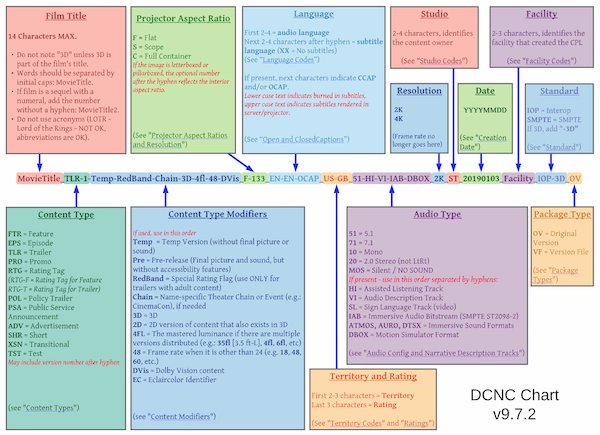 Film Title
14 Characters MAX.
• Do not note "3D" unless 3D is
part of the film's title.
• Words should be separated by
initial caps: MovieTitle.
• If film is a sequel with a
numeral, add the number
without a hyphen: MovieTitle2.
• Do not use acronyms (LOTR -
Lord of the Rings - NOT OK,
abbreviations are OK).
Projector Aspect Ratio
F = Flat
S = Scope
C = Full Container
If the image is letterboxed or
pillarboxed, the optional number
after the hyphen reflects the interior
aspect ratio.
(See "Projector Aspect Ratios
and Resolution")
Language
First 2-4 = audio language
Next 2-4 characters after hyphen = subtitle
language (XX = No subtitles)
(See "Language Codes")
If present, next characters indicate CCAP
and/or OCAP.
Lower case text indicates burned in subtitles,
upper case text indicates subtitles rendered in
server/projector.
(See "Open and ClosedCaptions")
Studio
2-4 characters, identifies
the content owner
(See "Studio Codes")
Facility
2-3 characters, identifies the
facility that created the CPL.
(See "Facility Codes")
Resolution
2K
4K
(Frame rate no
longer goes here)
Date
YYYYMMDD
(See "Creation
Date")
Standard
IOP = Interop
SMPTE = SMPTE
If 3D, add "-3D"
(See "Standard")
MovieTitle_TLR-1-Temp-RedBand-Chain-3D-4fl-48-DVis_F-133_EN-EN-OCAP_US-GB_51-HI-VI-IAB-DBOX_2K_ST_20190103_Facility_IOP-3D_OV
Content Type
FTR = Feature
EPS = Episode
TLR = Trailer
PRO = Promo
RTG = Rating Tag
(RTG-F = Rating Tag for Feature
RTG-T = Rating Tag for Trailer)
POL = Policy Trailer
PSA = Public Service
Announcement
ADV = Advertisement
SHR = Short
XSN = Transitional
TST = Test
May include version number after hyphen
(see "Content Types")
Content Type Modifiers
If used, use in this order
Temp = Temp Version (without final picture
or sound)
Pre = Pre-release (Final picture and sound, but
without accessibility features)
RedBand = Special Rating Flag (use ONLY for
trailers with adult content)
Chain = Name-specific Theater Chain or Event (e.g.:
CinemaCon), if needed
3D = 3D
2D = 2D version of content that also exists in 3D
4FL = The mastered luminance if there are multiple
versions distributed (e.g.: 35fl [3.5 ft-L], 4fl, 6fl, etc)
48 = Frame rate when it is other than 24 (e.g. 18, 48,
60, etc.)
DVis = Dolby Vision content
EC = Eclaircolor Identifier
(see "Content Modifiers")
Territory and Rating
First 2-3 characters = Territory
Last 3 characters = Rating
(See "Territory Codes" and "Ratings")
Audio Type
51 = 5.1
71 = 7.1
10 = Mono
20 = 2.0 Stereo (not LtRt)
MOS = Silent / NO SOUND
If present - use in this order separated by hyphens:
HI = Assisted Listening Track
VI = Audio Description Track
SL = Sign Language Track (video)
IAB = Immersive Audio Bitstream (SMPTE ST2098-2)
ATMOS, AURO, DTSX = Immersive Sound Formats
DBOX = Motion Simulator Format
(see "Audio Config and Narrative Description Tracks")
Package Type
OV = Original
Version
VF = Version File
(See "Package
Types")
DCNC Chart
v9.7.2